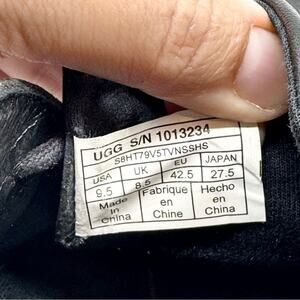 UGG S/N 1013234
S8HT79V5TVNSSHS
USA UK EU JAPAN
9.5 8.5 42.5 27.5
Made in China Fabrique en Chine Hecho en China